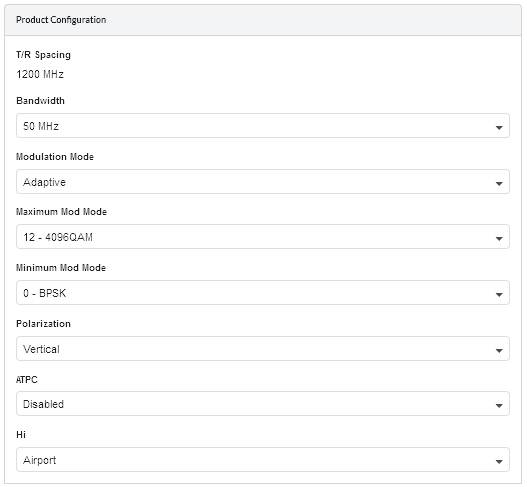 Product Configuration
T/R Spacing
1200 MHz
Bandwidth
50 MHz
Modulation Mode
Adaptive
Maximum Mod Mode
12 - 4096QAM
Minimum Mod Mode
0 - BPSK
Polarization
Vertical
ATPC
Disabled
Hi
Airport